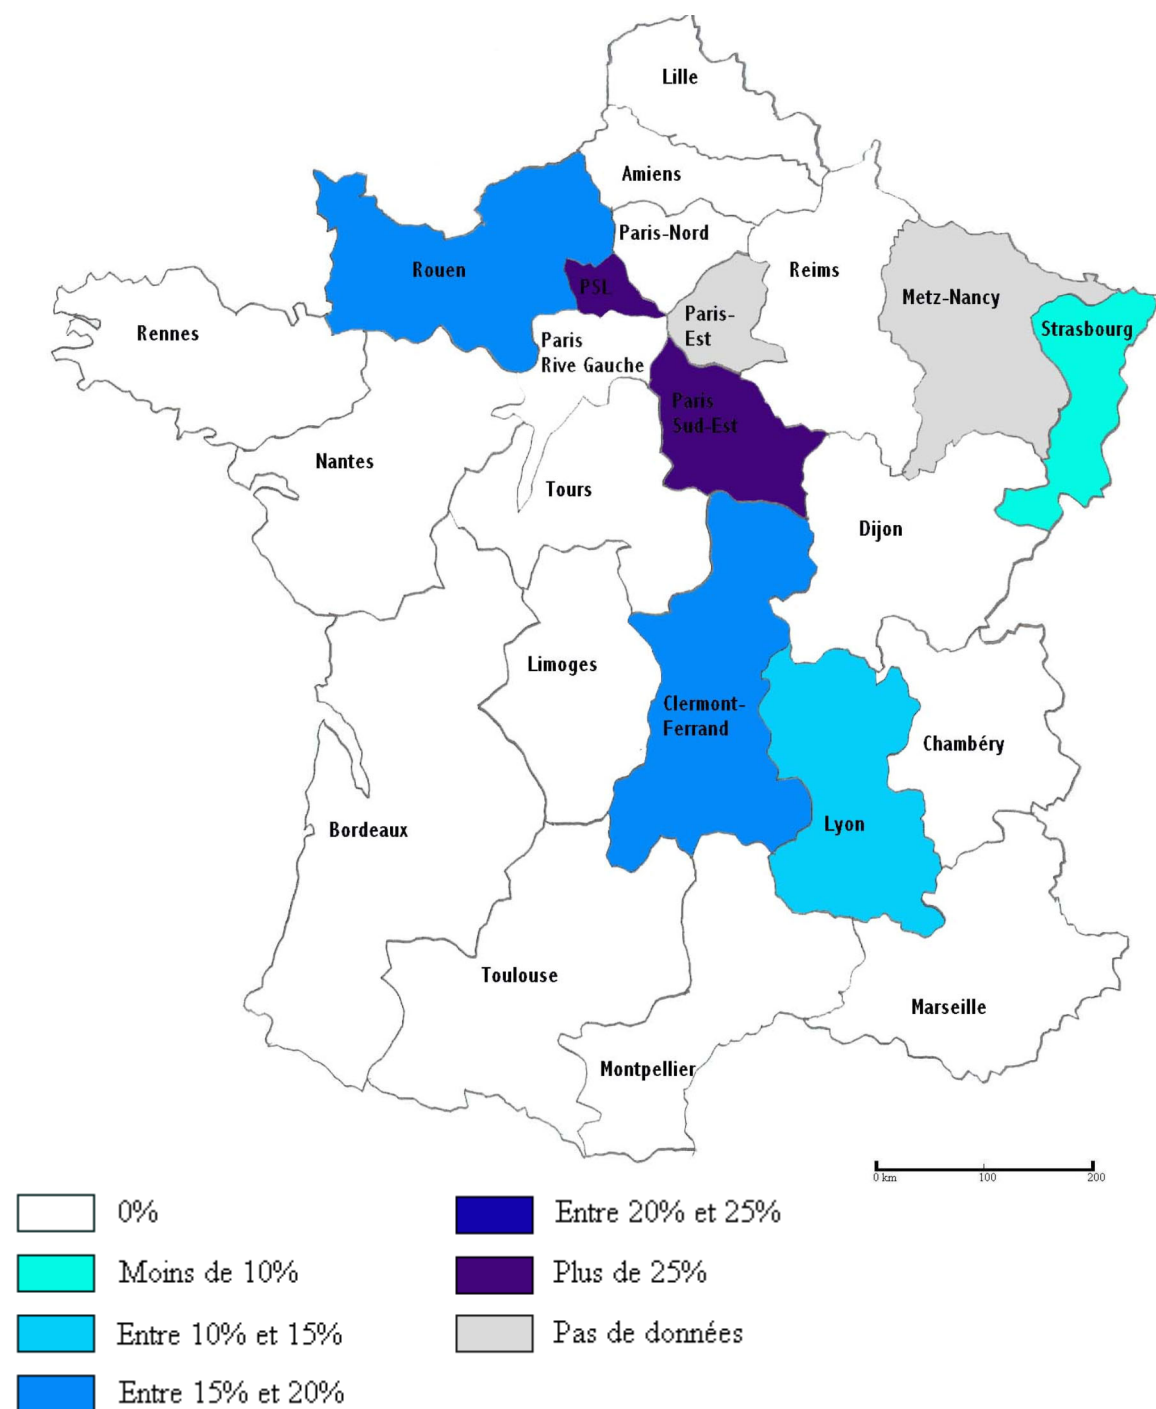 Lille
Amiens
Paris-Nord
Rouen
PSL
Reims
Metz-Nancy
Paris-
Est
Strasbourg
Rennes
Paris
Rive Gauche
Paris
Sud-Est
Nantes
Tours
Dijon
Limoges
Clermont-
Ferrand
Chambéry
Bordeaux
Lyon
Toulouse
Marseille
Montpellier
0 km 100 200
0%
Moins de 10%
Entre 10% et 15%
Entre 15% et 20%
Entre 20% et 25%
Plus de 25%
Pas de données